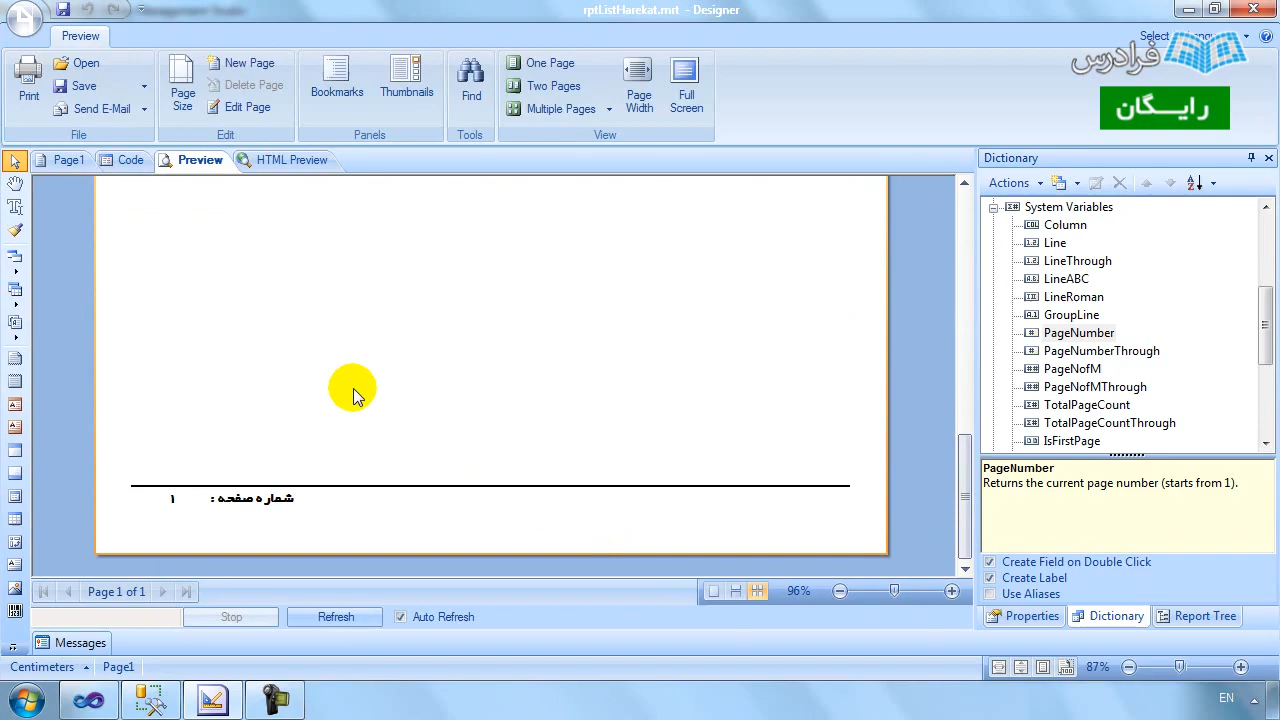 rptListHarekat.mrt - Designer
Preview
Select
Print
Open
Save
Send E-Mail
File
Page Size
New Page
Delete Page
Edit Page
Edit
Bookmarks
Thumbnails
Panels
Find
Tools
One Page
Two Pages
Multiple Pages
Page Width
Full Screen
View
فرادرس
رایگان
Page1
Code
Preview
HTML Preview
Dictionary
Actions
System Variables
Column
Line
LineThrough
LineABC
LineRoman
GroupLine
PageNumber
PageNumberThrough
PageNofM
PageNofMThrough
TotalPageCount
TotalPageCountThrough
IsFirstPage
شماره صفحه : ۱
PageNumber
Returns the current page number (starts from 1).
Create Field on Double Click
Create Label
Use Aliases
Page 1 of 1
96%
Stop
Refresh
Auto Refresh
Properties
Dictionary
Report Tree
Messages
Centimeters
Page1
87%
EN